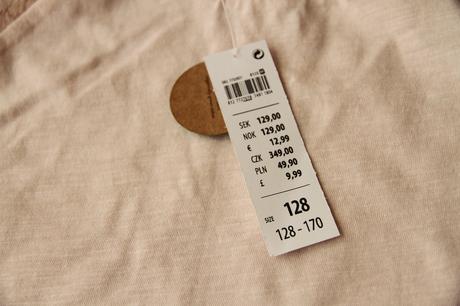 SEK 129,00
NOK 129,00
€ 12,99
CZK 349,00
PLN 49,90
£ 9,99
SIZE 128
128-170